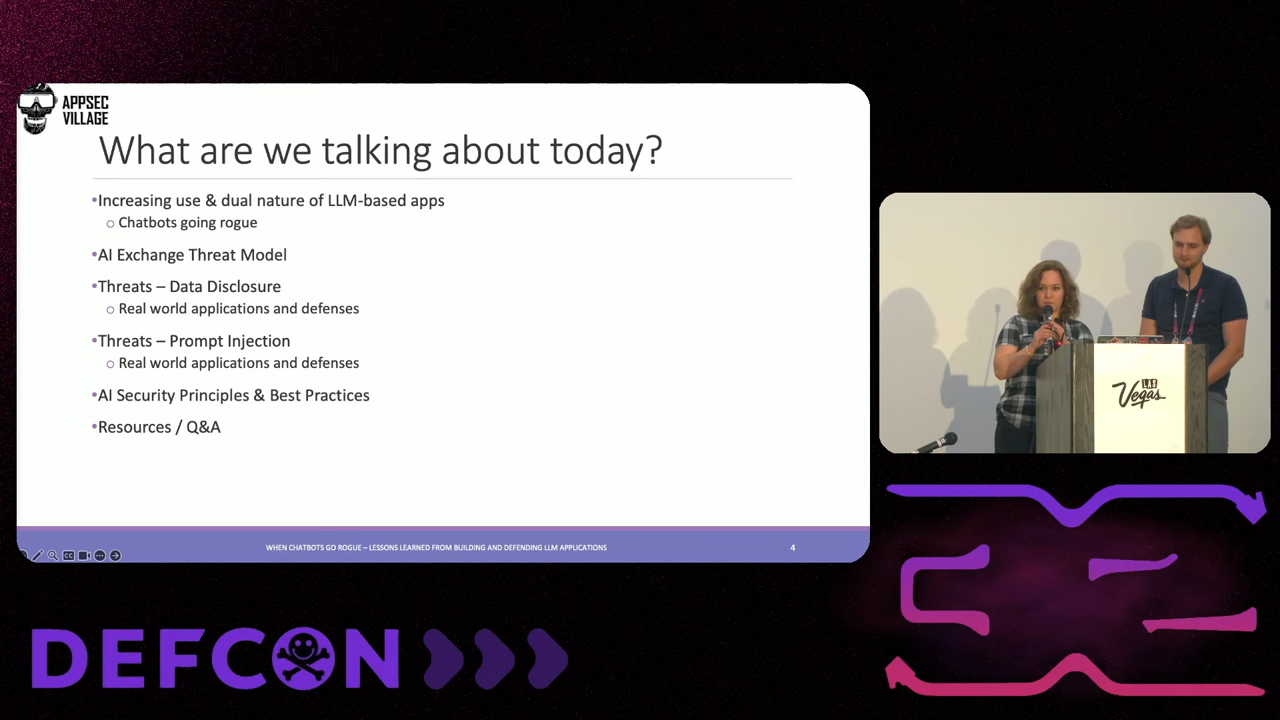 APPSEC
VILLAGE
What are we talking about today?
•Increasing use & dual nature of LLM-based apps
○ Chatbots going rogue
•AI Exchange Threat Model
•Threats – Data Disclosure
○ Real world applications and defenses
•Threats – Prompt Injection
○ Real world applications and defenses
•AI Security Principles & Best Practices
•Resources / Q&A
WHEN CHATBOTS GO ROGUE – LESSONS LEARNED FROM BUILDING AND DEFENDING LLM APPLICATIONS
4
LAS
Vegas
DEFCON